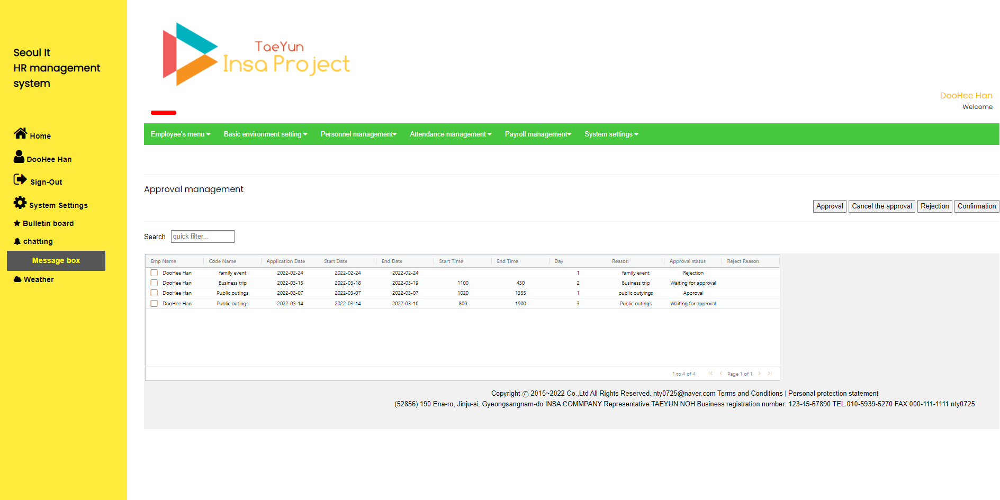 Seoul It
HR management
system
Home
DooHee Han
Sign-Out
System Settings
Bulletin board
chatting
Message box
Weather
TaeYun
Insa Project
DooHee Han
Welcome
Employee's menu Basic environment setting Personnel management Attendance management Payroll management System settings
Approval management
Approval Cancel the approval Rejection Confirmation
Search quick filter...
Emp Name Code Name Application Date Start Date End Date Start Time End Time Day Reason Approval status Reject Reason
DooHee Han family event 2022-02-24 2022-02-24 2022-02-24 1 family event Rejection
DooHee Han Business trip 2022-03-15 2022-03-18 2022-03-19 1100 430 2 Business trip Waiting for approval
DooHee Han Public outings 2022-03-07 2022-03-07 2022-03-07 1020 1355 1 public outyings Approval
DooHee Han Public outings 2022-03-14 2022-03-14 2022-03-16 800 1900 3 Public outings Waiting for approval
1 to 4 of 4 Page 1 of 1
Copyright ⓒ 2015~2022 Co.,Ltd All Rights Reserved. nty0725@naver.com Terms and Conditions | Personal protection statement
(52856) 190 Ena-ro, Jinju-si, Gyeongsangnam-do INSA COMMPANY Representative:TAEYUN.NOH Business registration number: 123-45-67890 TEL.010-5939-5270 FAX.000-111-1111 nty0725